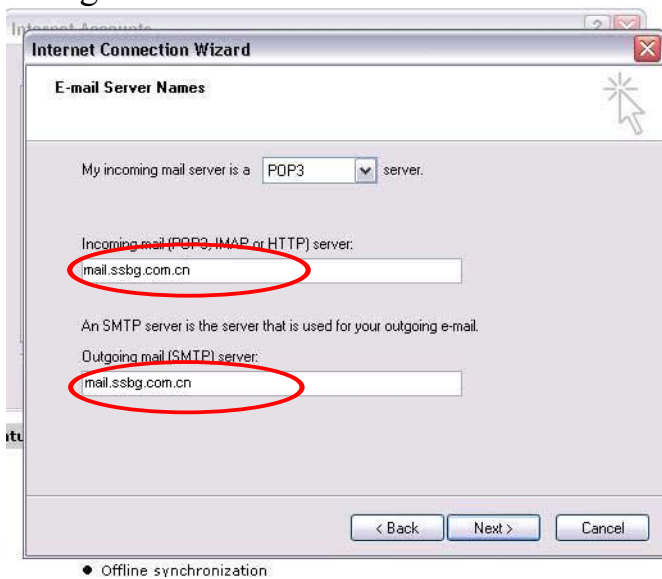 Internet Accounts
Internet Connection Wizard
E-mail Server Names
My incoming mail server is a POP3 server.
Incoming mail (POP3, IMAP or HTTP) server:
mail.ssbg.com.cn
An SMTP server is the server that is used for your outgoing e-mail.
Outgoing mail (SMTP) server:
mail.ssbg.com.cn
< Back Next > Cancel
● Offline synchronization